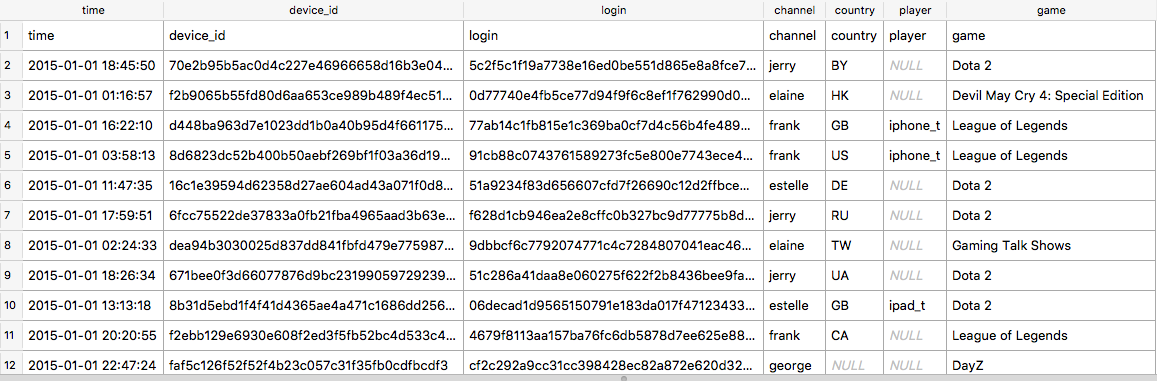 time device_id login channel country player game
1 time device_id login channel country player game
2 2015-01-01 18:45:50 70e2b95b5ac0d4c227e46966658d16b3e04... 5c2f5c1f19a7738e16ed0be551d865e8a8fce7... jerry BY NULL Dota 2
3 2015-01-01 01:16:57 f2b9065b55fd80d6aa653ce989b489f4ec51... 0d77740e4fb5ce77d94f9f6c8ef1f762990d0... elaine HK NULL Devil May Cry 4: Special Edition
4 2015-01-01 16:22:10 d448ba963d7e1023dd1b0a40b95d4f661175... 77ab14c1fb815e1c369ba0cf7d4c56b4fe489... frank GB iphone_t League of Legends
5 2015-01-01 03:58:13 8d6823dc52b400b50aebf269bf1f03a36d19... 91cb88c0743761589273fc5e800e7743ece4... frank US iphone_t League of Legends
6 2015-01-01 11:47:35 16c1e39594d62358d27ae604ad43a071f0d8... 51a9234f83d656607cfd7f26690c12d2ffbce... estelle DE NULL Dota 2
7 2015-01-01 17:59:51 6fcc75522de37833a0fb21fba4965aad3b63e... f628d1cb946ea2e8cffc0b327bc9d77775b8d... jerry RU NULL Dota 2
8 2015-01-01 02:24:33 dea94b3030025d837dd841fbfd479e775987... 9dbbcf6c7792074771c4c7284807041eac46... elaine TW NULL Gaming Talk Shows
9 2015-01-01 18:26:34 671bee0f3d66077876d9bc23199059729239... 51c286a41daa8e060275f622f2b8436bee9fa... jerry UA NULL Dota 2
10 2015-01-01 13:13:18 8b31d5ebd1f4f41d4365ae4a471c1686dd256... 06decad1d9565150791e183da017f47123433... estelle GB ipad_t Dota 2
11 2015-01-01 20:20:55 f2ebb129e6930e608f2ed3f5fb52bc4d533c4... 4679f8113aa157ba76fc6db5878d7ee625e88... frank CA NULL League of Legends
12 2015-01-01 22:47:24 faf5c126f52f52f4b23c057c31f35fb0cdfbcdf3 cf2c292a9cc31cc398428ec82a872e620d32... george NULL NULL DayZ